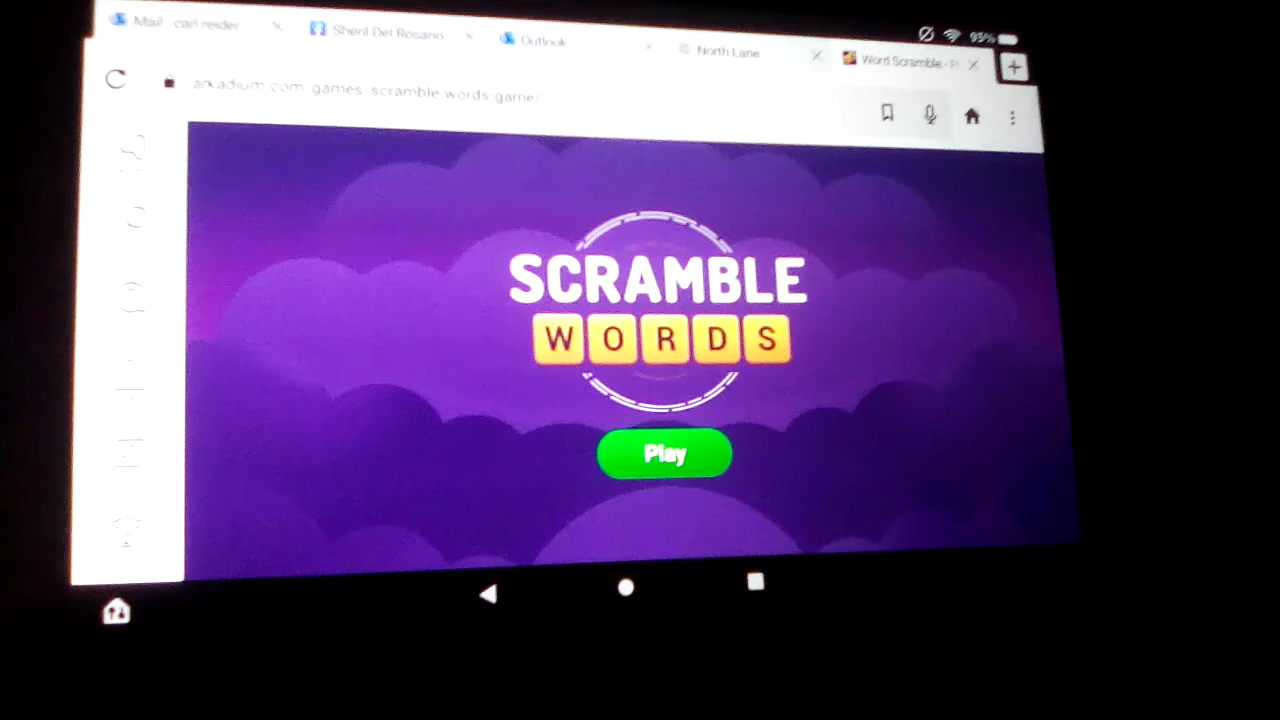 Mail carl reider
Sheril Del Rosario
Outlook
North Lane
Word Scramble - P
95%
arkadium.com/games/scramble-words-game/
SCRAMBLE
WORDS
Play